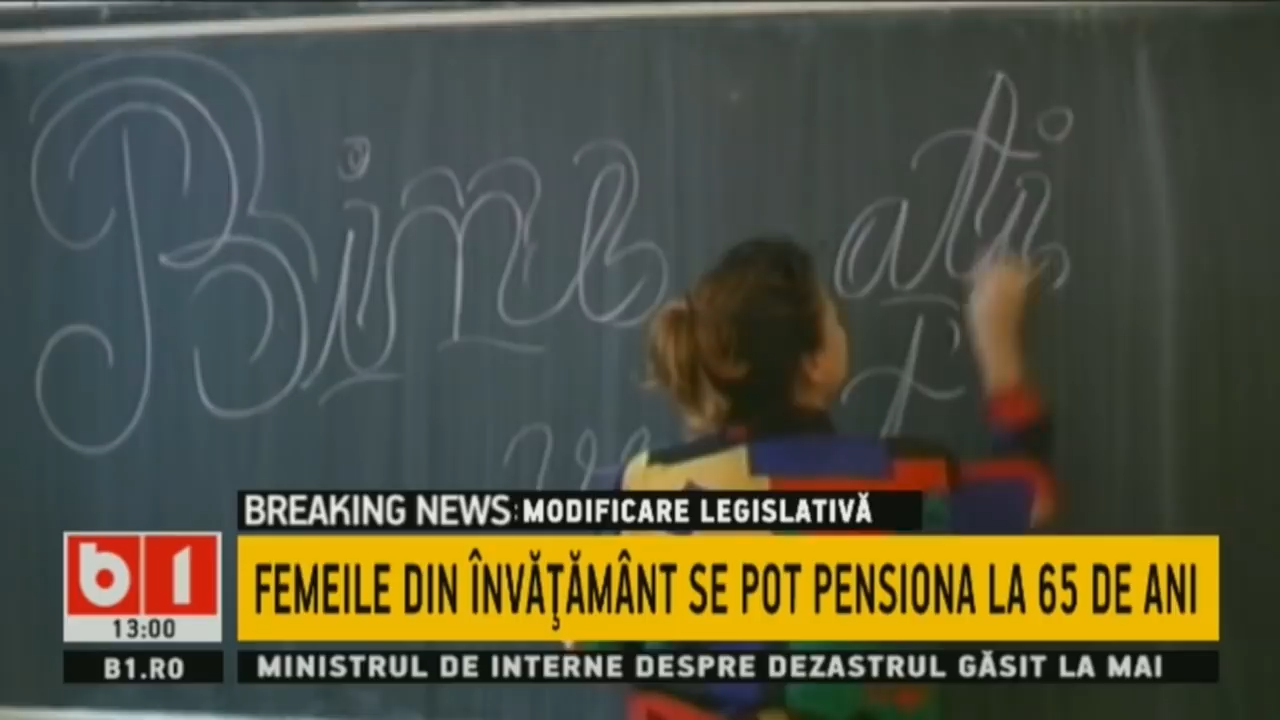 Bine ați
BREAKING NEWS: MODIFICARE LEGISLATIVĂ
b1
FEMEILE DIN ÎNVĂŢĂMÂNT SE POT PENSIONA LA 65 DE ANI
13:00
B1.RO
MINISTRUL DE INTERNE DESPRE DEZASTRUL GĂSIT LA MAI